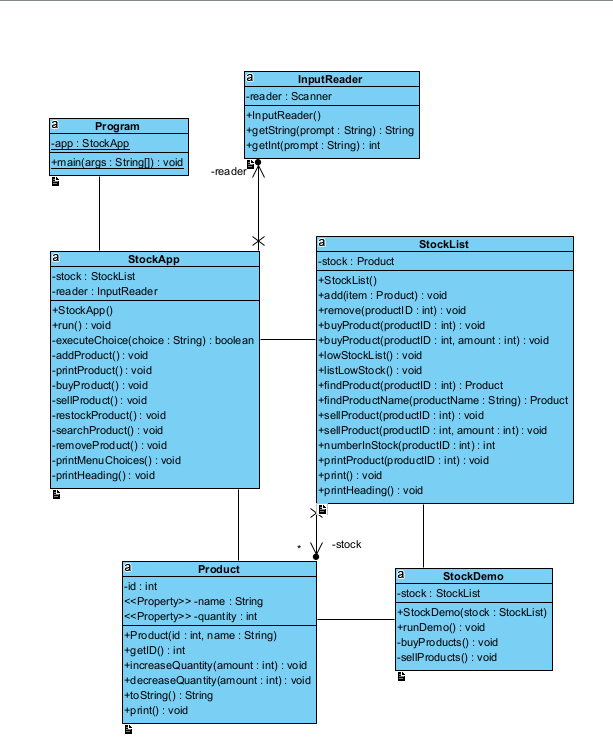 a
InputReader
-reader : Scanner
+InputReader()
+getString(prompt : String) : String
+getInt(prompt : String) : int
a
Program
-app : StockApp
+main(args : String[]) : void
-reader
a
StockApp
-stock : StockList
-reader : InputReader
+StockApp()
+run() : void
-executeChoice(choice : String) : boolean
-addProduct() : void
-printProduct() : void
-buyProduct() : void
-sellProduct() : void
-restockProduct() : void
-searchProduct() : void
-removeProduct() : void
-printMenuChoices() : void
-printHeading() : void
a
StockList
-stock : Product
+StockList()
+add(item : Product) : void
+remove(productID : int) : void
+buyProduct(productID : int) : void
+buyProduct(productID : int, amount : int) : void
+lowStockList() : void
+listLowStock() : void
+findProduct(productID : int) : Product
+findProductName(productName : String) : Product
+sellProduct(productID : int) : void
+sellProduct(productID : int, amount : int) : void
+numberInStock(productID : int) : int
+printProduct(productID : int) : void
+print() : void
+printHeading() : void
* -stock
a
Product
-id : int
<<Property>> -name : String
<<Property>> -quantity : int
+Product(id : int, name : String)
+getID() : int
+increaseQuantity(amount : int) : void
+decreaseQuantity(amount : int) : void
+toString() : String
+print() : void
a
StockDemo
-stock : StockList
+StockDemo(stock : StockList)
+runDemo() : void
-buyProducts() : void
-sellProducts() : void